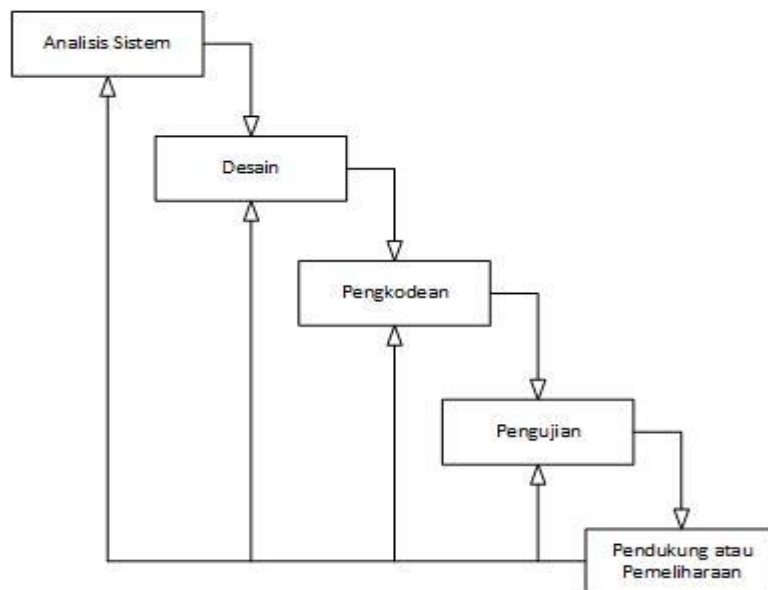 Analisis Sistem
Desain
Pengkodean
Pengujian
Pendukung atau
Pemeliharaan